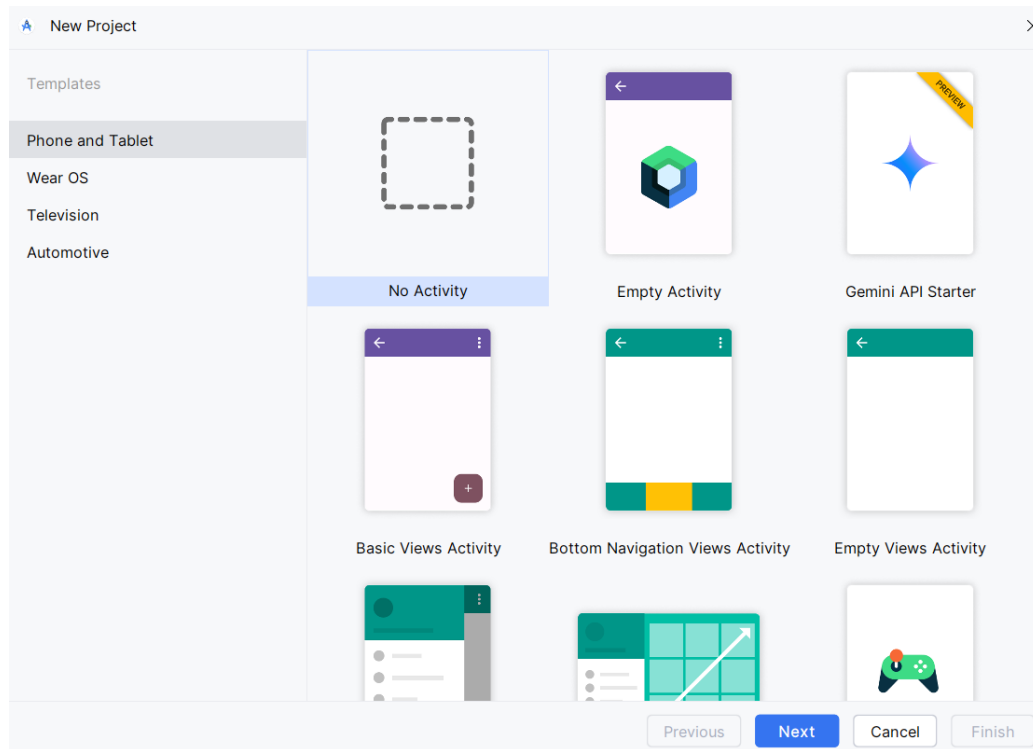 New Project
Templates
Phone and Tablet
Wear OS
Television
Automotive
PREVIEW
No Activity
Empty Activity
Gemini API Starter
Basic Views Activity
Bottom Navigation Views Activity
Empty Views Activity
Previous
Next
Cancel
Finish